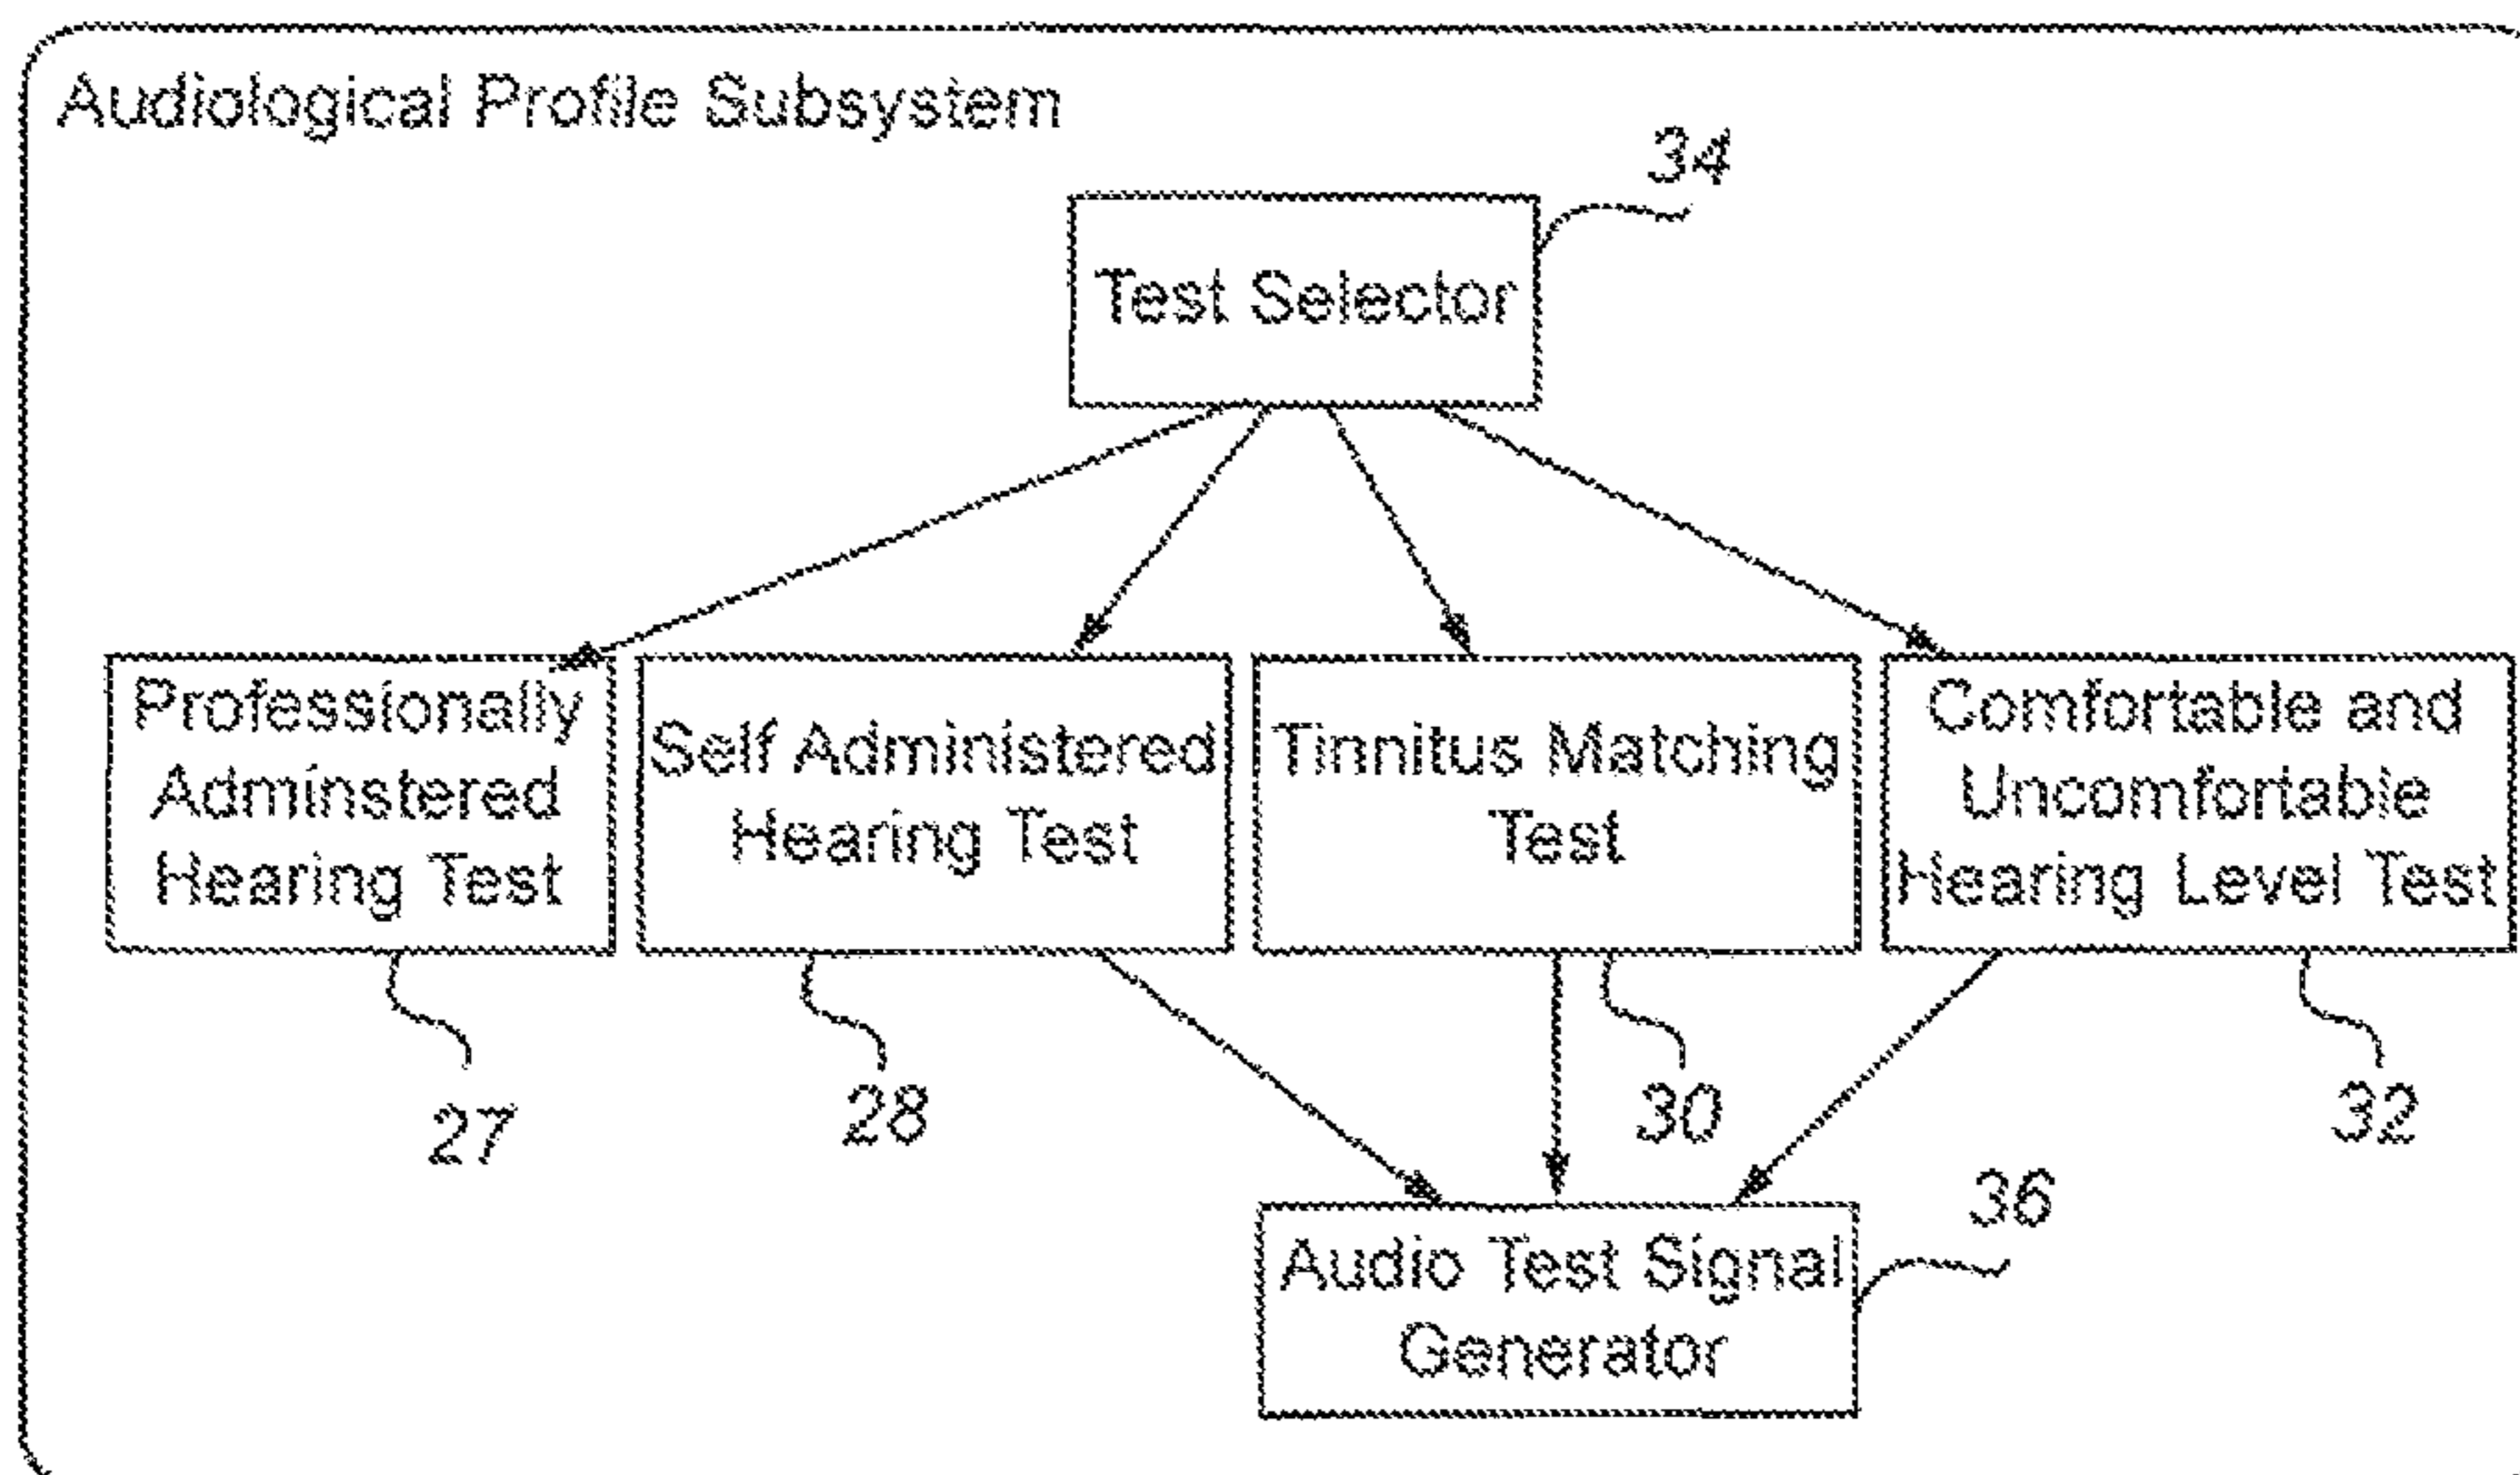 Audiological Profile Subsystem
34
Test Selector
Professionally
Adminstered
Hearing Test
Self Administered
Hearing Test
Tinnitus Matching
Test
Comfortable and
Uncomfortable
Hearing Level Test
27
28
30
32
36
Audio Test Signal
Generator